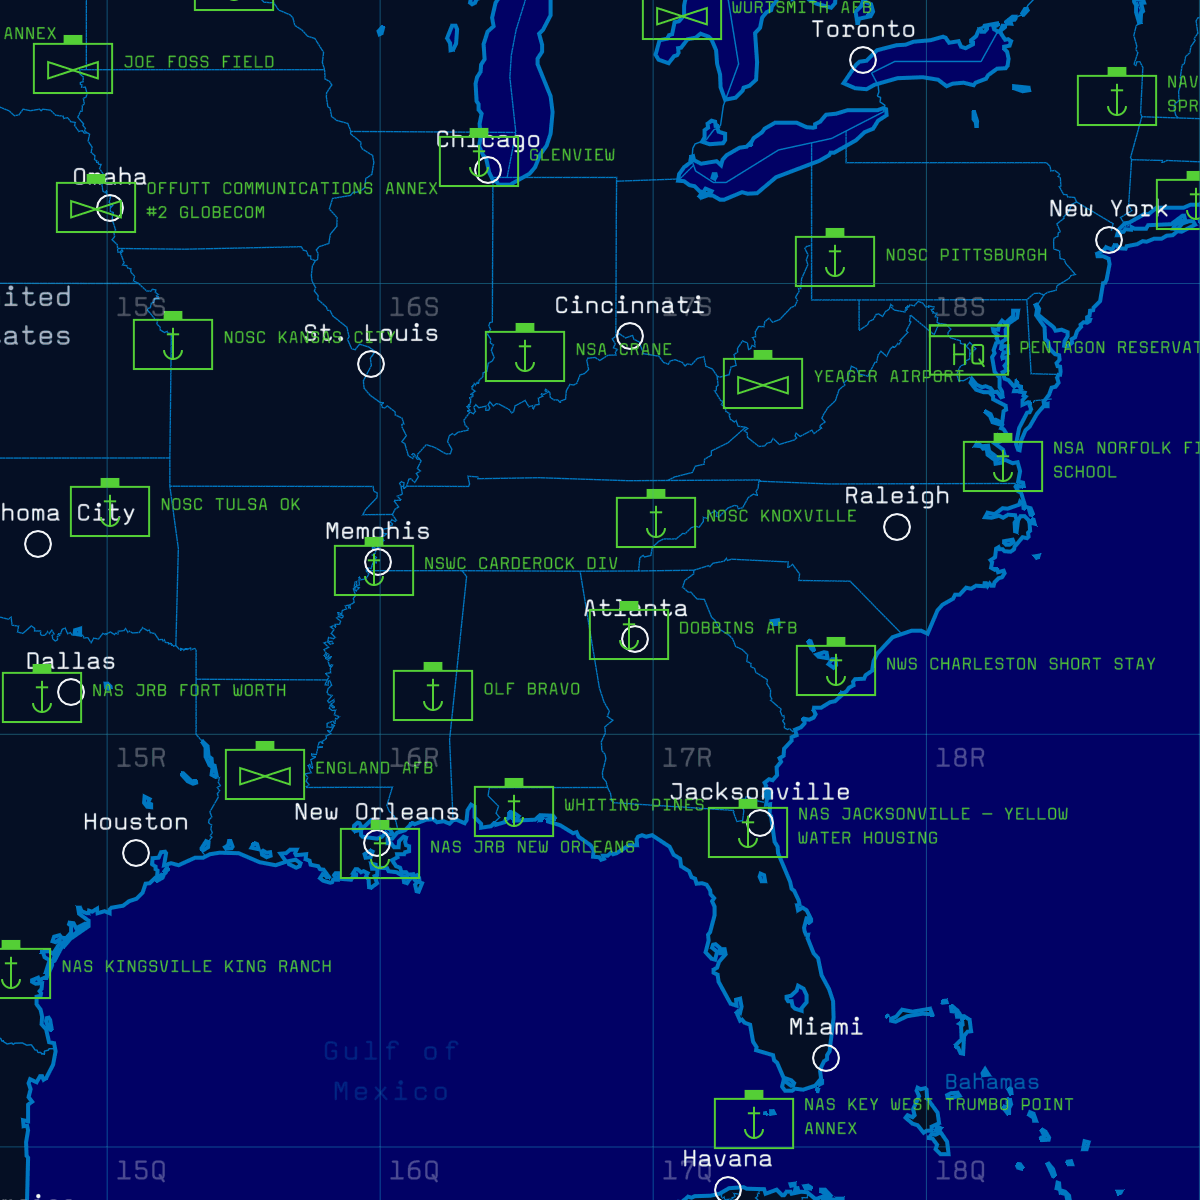 WURTSMITH AFB
Toronto
ANNEX
JOE FOSS FIELD
NAV
SPR
Chicago
GLENVIEW
Omaha
OFFUTT COMMUNICATIONS ANNEX
#2 GLOBECOM
New York
NOSC PITTSBURGH
ited
ates
15S
16S
Cincinnati
17S
18S
NOSC KANSAS CITY
St. Louis
NSA CRANE
HQ
PENTAGON RESERVAT
YEAGER AIRPORT
NSA NORFOLK FI
SCHOOL
homa City
NOSC TULSA OK
Raleigh
NOSC KNOXVILLE
Memphis
NSWC CARDEROCK DIV
Atlanta
DOBBINS AFB
Dallas
NAS JRB FORT WORTH
OLF BRAVO
NWS CHARLESTON SHORT STAY
15R
16R
17R
18R
ENGLAND AFB
Jacksonville
WHITING PINES
Houston
New Orleans
NAS JACKSONVILLE – YELLOW
WATER HOUSING
NAS JRB NEW ORLEANS
NAS KINGSVILLE KING RANCH
Miami
Gulf of
Mexico
Bahamas
NAS KEY WEST TRUMBO POINT
ANNEX
Havana
15Q
16Q
17Q
18Q